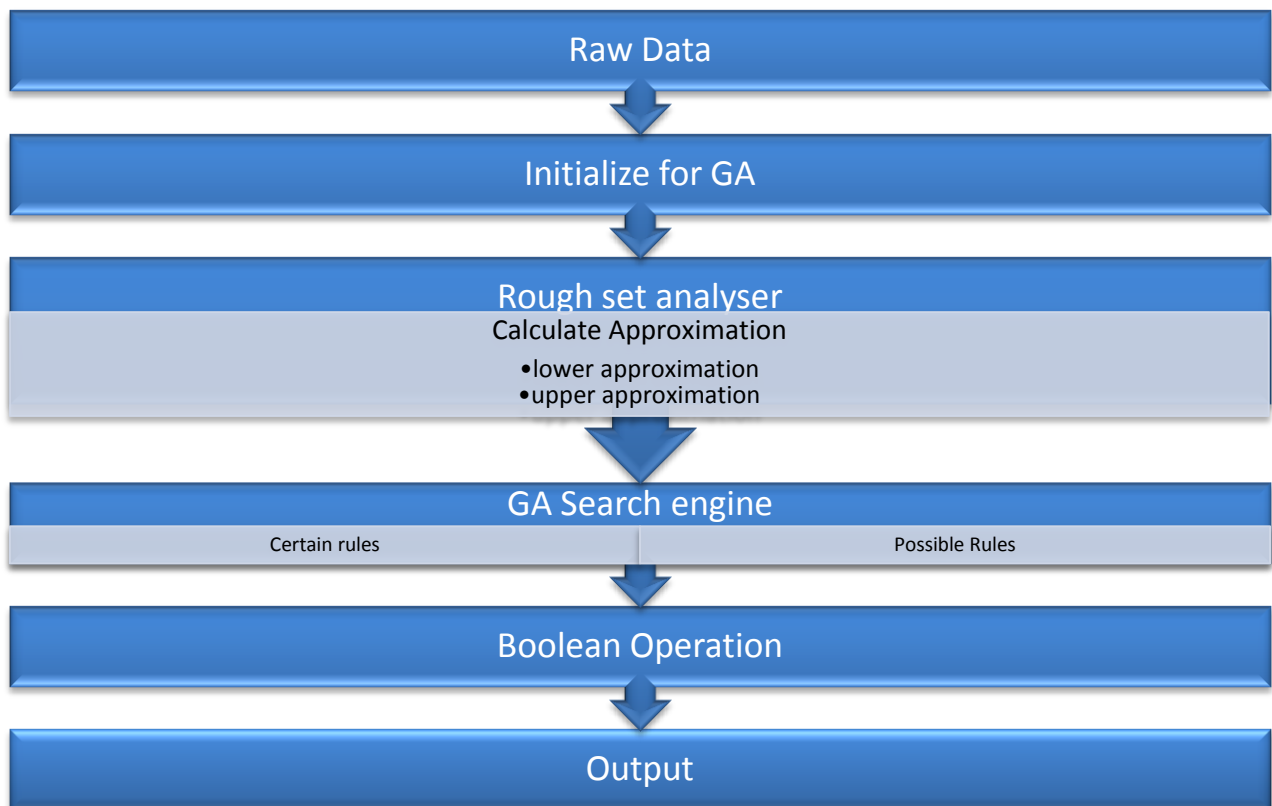 Raw Data
Initialize for GA
Rough set analyser
Calculate Approximation
•lower approximation
•upper approximation
GA Search engine
Certain rules
Possible Rules
Boolean Operation
Output